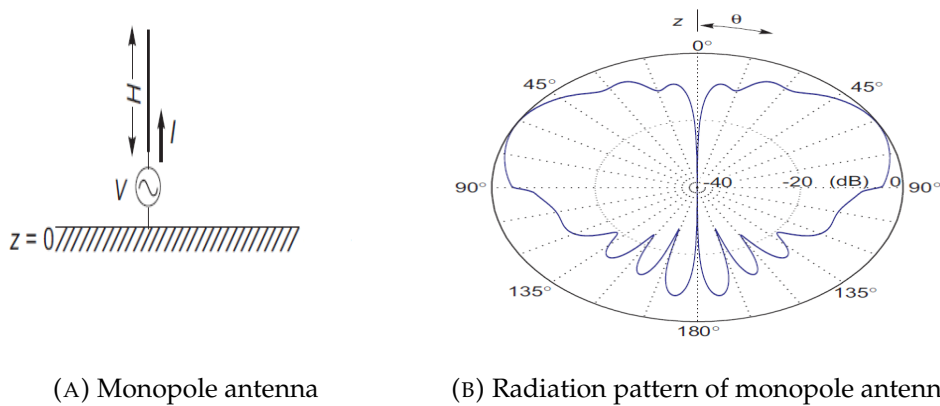 H
I
V
z = 0
z θ
0°
45° 45°
90° -40 -20 (dB) 0 90°
135° 135°
180°
(A) Monopole antenna
(B) Radiation pattern of monopole antenn